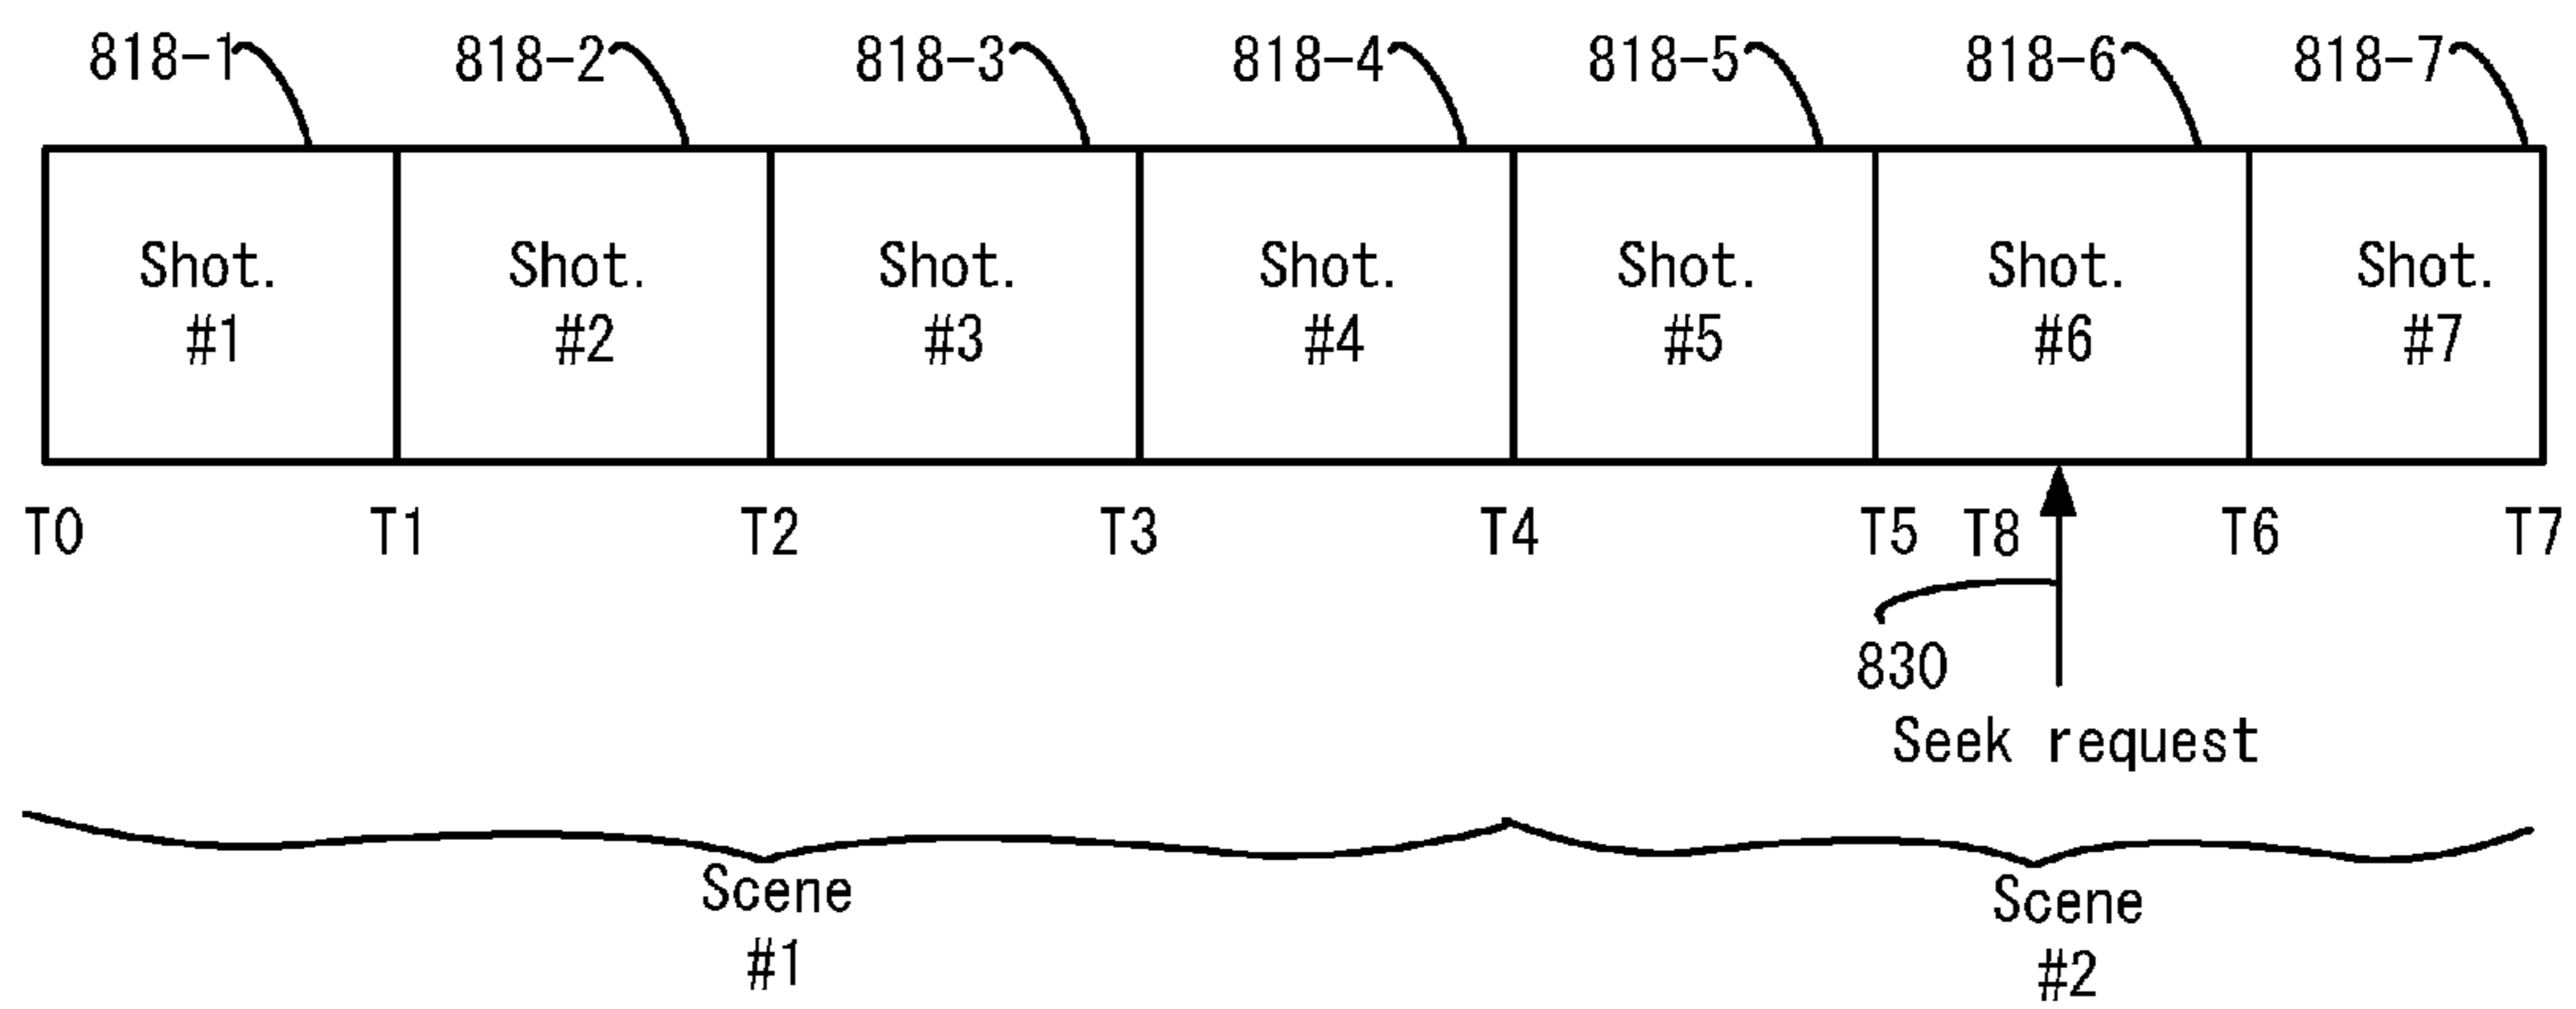 818-1 818-2 818-3 818-4 818-5 818-6 818-7
Shot. Shot. Shot. Shot. Shot. Shot. Shot.
#1 #2 #3 #4 #5 #6 #7
T0 T1 T2 T3 T4 T5 T8 T6 T7
830
Seek request
Scene Scene
#1 #2